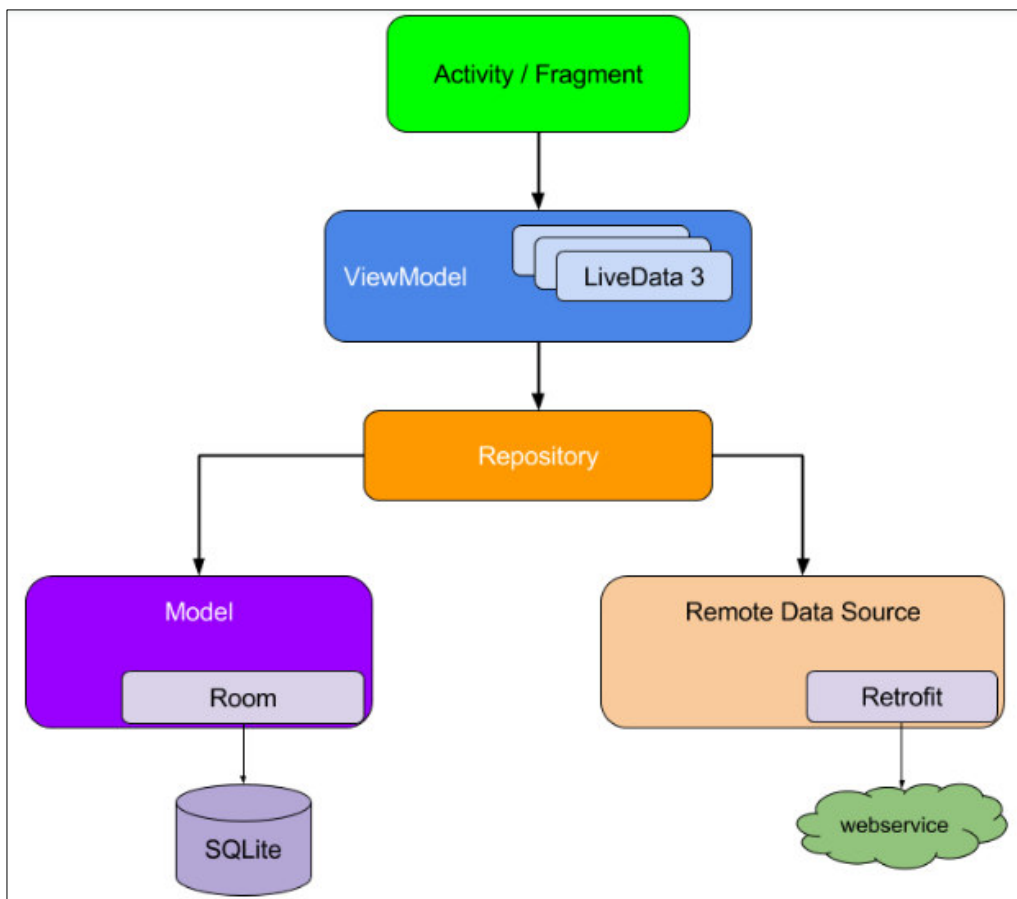 Activity / Fragment
ViewModel
LiveData 3
Repository
Model
Room
Remote Data Source
Retrofit
SQLite
webservice